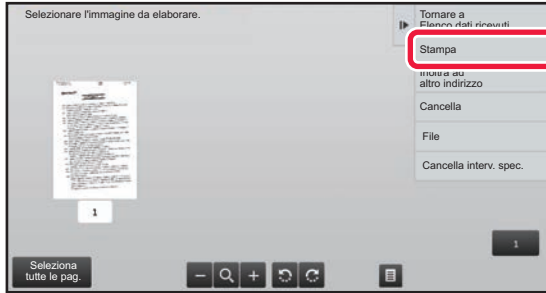 Selezionare l'immagine da elaborare.
Tornare a
Elenco dati ricevuti
Stampa
Inoltra ad
altro indirizzo
Cancella
File
Cancella interv. spec.
1
1
Seleziona
tutte le pag.